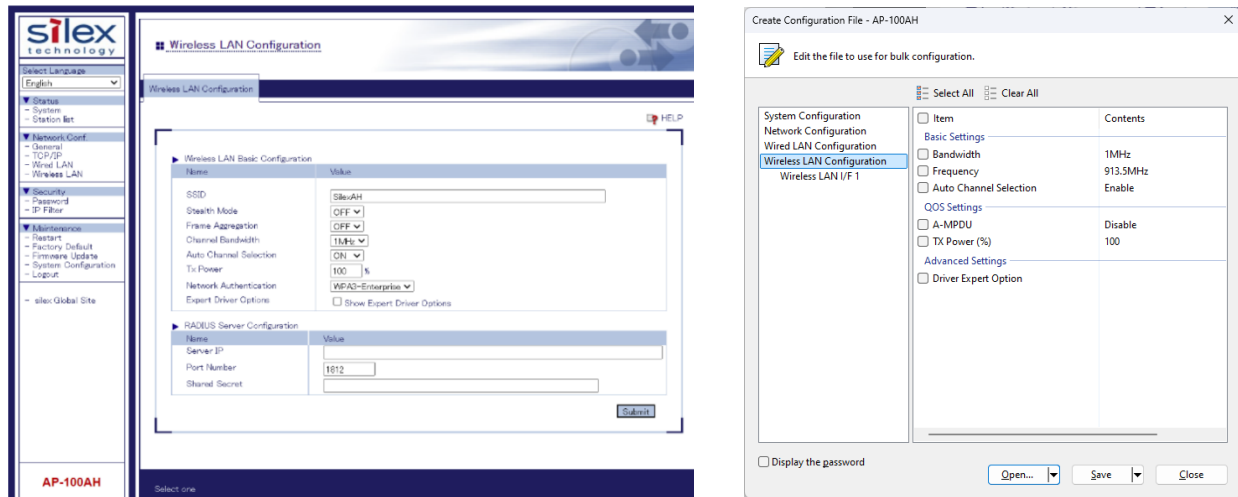 silex
technology
Select Language
English
Status
- System
- Station list
Network Conf.
- General
- TCP/IP
- Wired LAN
- Wireless LAN
Security
- Password
- IP Filter
Maintenance
- Restart
- Factory Default
- Firmware Update
- System Configuration
- Logout
- silex Global Site
AP-100AH
Wireless LAN Configuration
Wireless LAN Configuration
HELP
Wireless LAN Basic Configuration
Name Value
SSID SilexAH
Stealth Mode OFF
Frame Aggregation OFF
Channel Bandwidth 1MHz
Auto Channel Selection ON
Tx Power 100 %
Network Authentication WPA3-Enterprise
Expert Driver Options Show Expert Driver Options
RADIUS Server Configuration
Name Value
Server IP
Port Number 1812
Shared Secret
Submit
Select one
Create Configuration File - AP-100AH
Edit the file to use for bulk configuration.
Select All Clear All
System Configuration
Network Configuration
Wired LAN Configuration
Wireless LAN Configuration
Wireless LAN I/F 1
Item Contents
Basic Settings
Bandwidth 1MHz
Frequency 913.5MHz
Auto Channel Selection Enable
QOS Settings
A-MPDU Disable
TX Power (%) 100
Advanced Settings
Driver Expert Option
Display the password
Open... Save Close